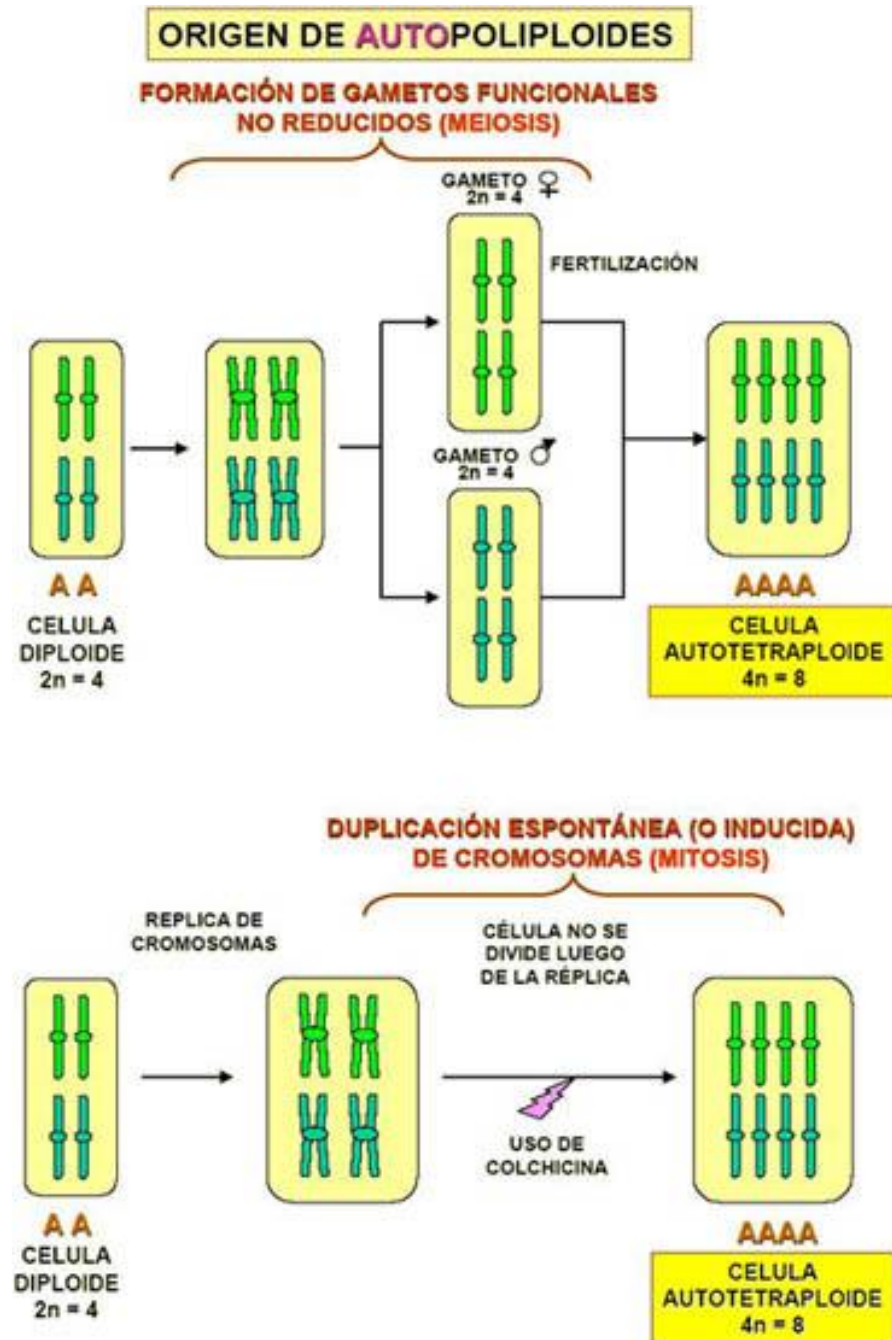 ORIGEN DE AUTOPOLIPLOIDES
FORMACIÓN DE GAMETOS FUNCIONALES
NO REDUCIDOS (MEIOSIS)
GAMETO ♀
2n = 4
FERTILIZACIÓN
GAMETO ♂
2n = 4
A A
CELULA
DIPLOIDE
2n = 4
AAAA
CELULA
AUTOTETRAPLOIDE
4n = 8
DUPLICACIÓN ESPONTÁNEA (O INDUCIDA)
DE CROMOSOMAS (MITOSIS)
REPLICA DE
CROMOSOMAS
CÉLULA NO SE
DIVIDE LUEGO
DE LA RÉPLICA
USO DE
COLCHICINA
A A
CELULA
DIPLOIDE
2n = 4
AAAA
CELULA
AUTOTETRAPLOIDE
4n = 8